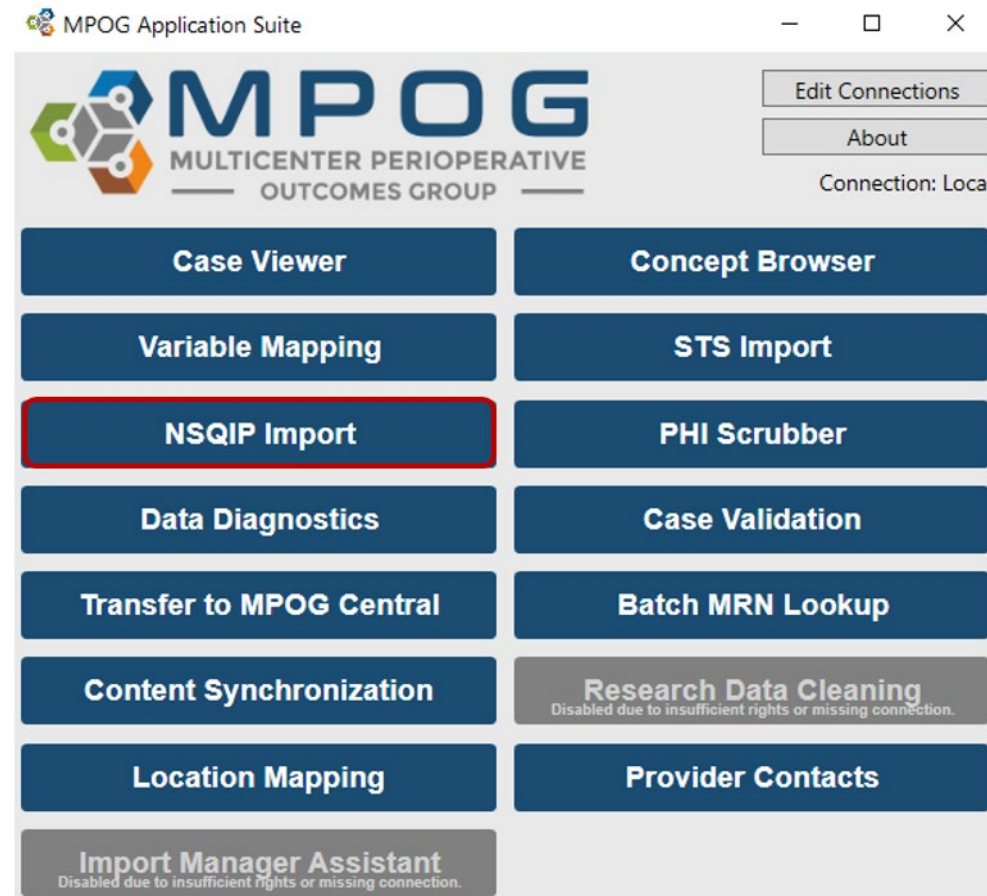 MPOG Application Suite
MPOG
MULTICENTER PERIOPERATIVE
OUTCOMES GROUP
Edit Connections
About
Connection: Loca
Case Viewer
Concept Browser
Variable Mapping
STS Import
NSQIP Import
PHI Scrubber
Data Diagnostics
Case Validation
Transfer to MPOG Central
Batch MRN Lookup
Content Synchronization
Research Data Cleaning
Disabled due to insufficient rights or missing connection.
Location Mapping
Provider Contacts
Import Manager Assistant
Disabled due to insufficient rights or missing connection.